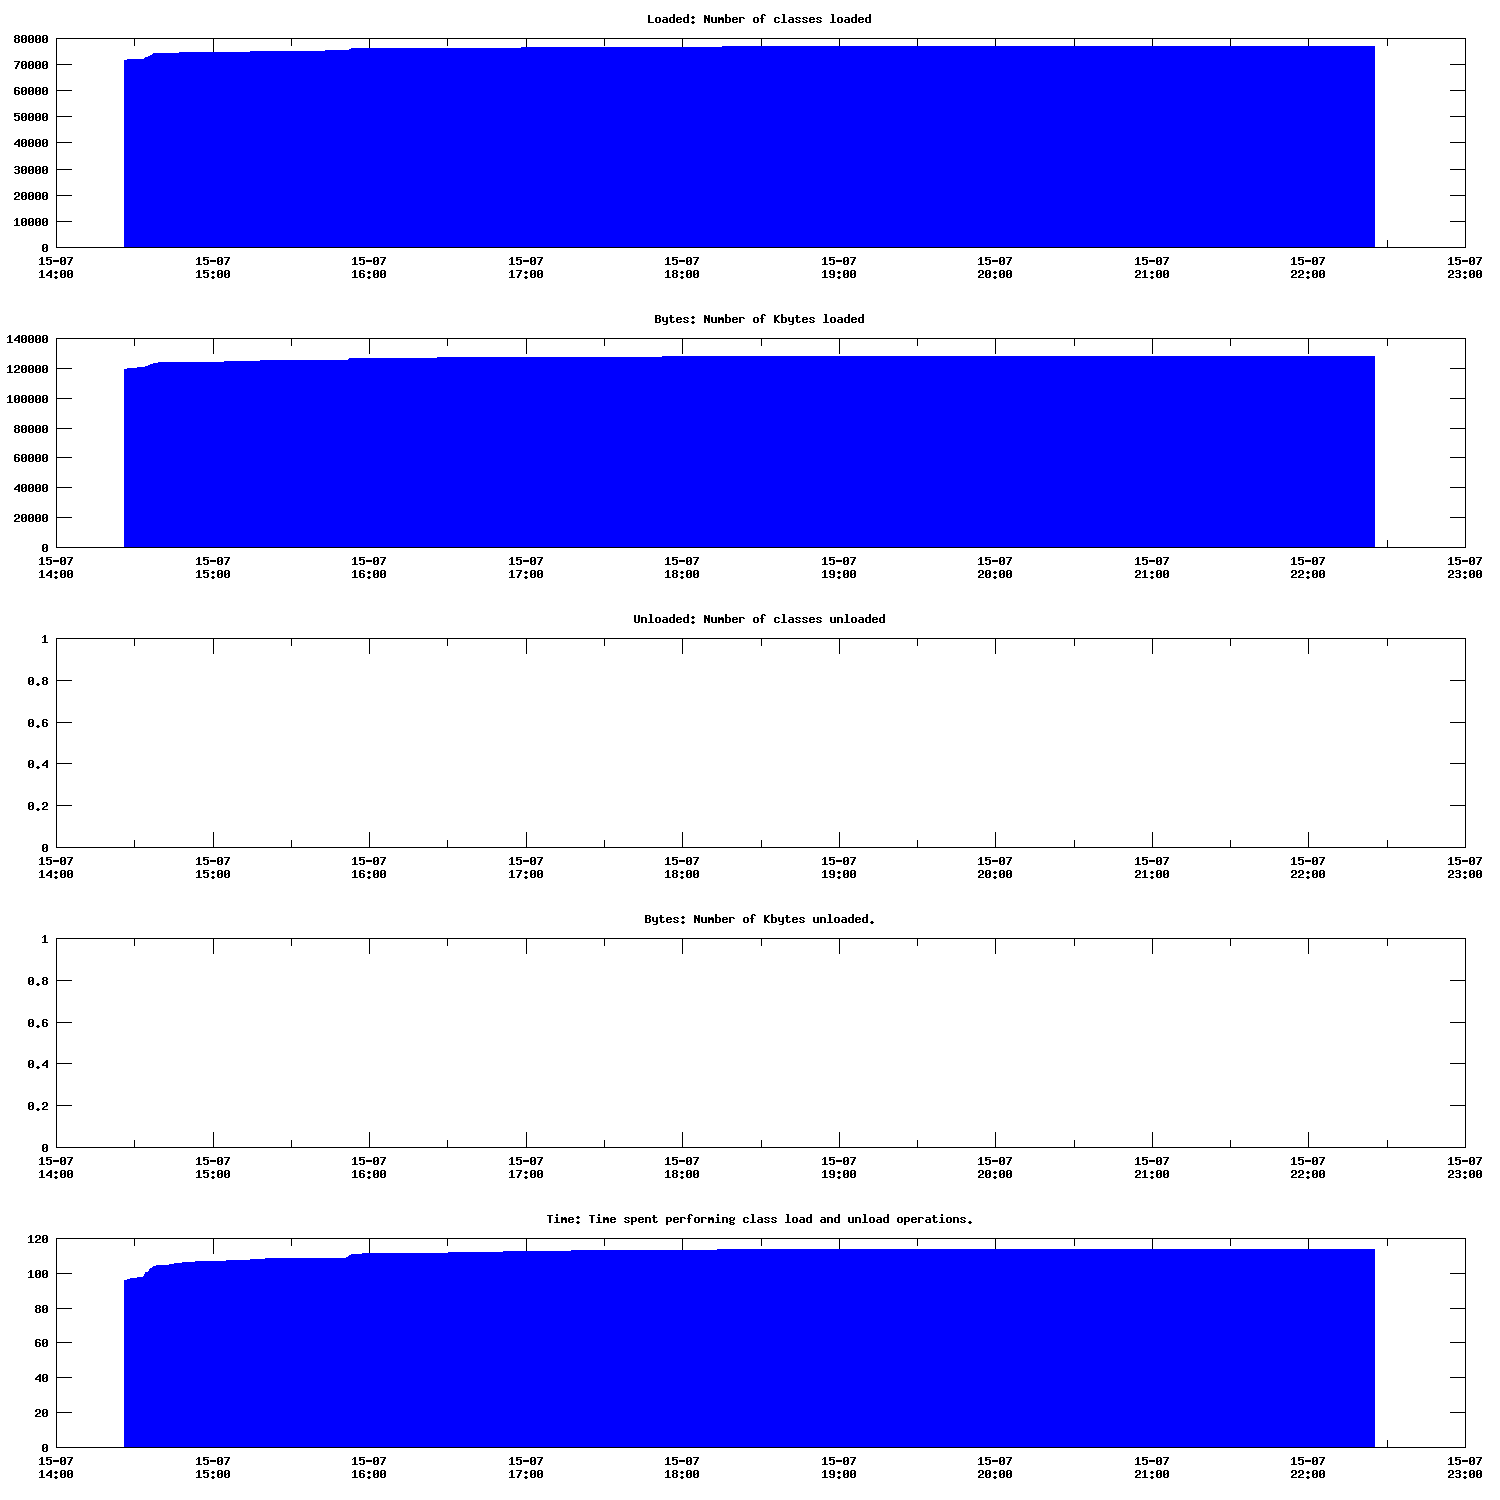 Loaded: Number of classes loaded
80000
70000
60000
50000
40000
30000
20000
10000
0
15-07 15-07 15-07 15-07 15-07 15-07 15-07 15-07 15-07 15-07
14:00 15:00 16:00 17:00 18:00 19:00 20:00 21:00 22:00 23:00
Bytes: Number of Kbytes loaded
140000
120000
100000
80000
60000
40000
20000
0
15-07 15-07 15-07 15-07 15-07 15-07 15-07 15-07 15-07 15-07
14:00 15:00 16:00 17:00 18:00 19:00 20:00 21:00 22:00 23:00
Unloaded: Number of classes unloaded
1
0.8
0.6
0.4
0.2
0
15-07 15-07 15-07 15-07 15-07 15-07 15-07 15-07 15-07 15-07
14:00 15:00 16:00 17:00 18:00 19:00 20:00 21:00 22:00 23:00
Bytes: Number of Kbytes unloaded.
1
0.8
0.6
0.4
0.2
0
15-07 15-07 15-07 15-07 15-07 15-07 15-07 15-07 15-07 15-07
14:00 15:00 16:00 17:00 18:00 19:00 20:00 21:00 22:00 23:00
Time: Time spent performing class load and unload operations.
120
100
80
60
40
20
0
15-07 15-07 15-07 15-07 15-07 15-07 15-07 15-07 15-07 15-07
14:00 15:00 16:00 17:00 18:00 19:00 20:00 21:00 22:00 23:00